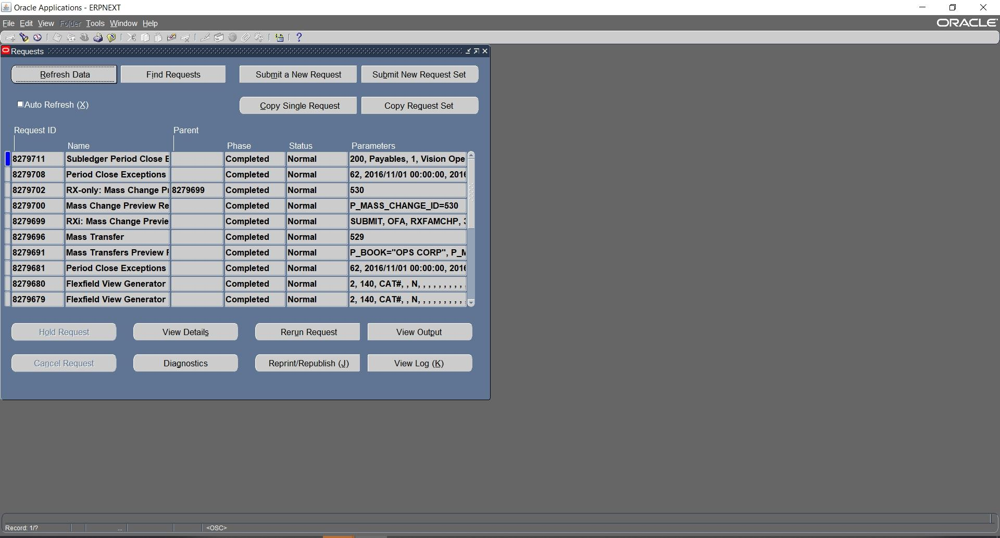 Oracle Applications - ERPNEXT
File Edit View Folder Tools Window Help
ORACLE
Requests
Refresh Data Find Requests Submit a New Request Submit New Request Set
Auto Refresh (X) Copy Single Request Copy Request Set
Request ID Parent
Name Phase Status Parameters
8279711 Subledger Period Close E Completed Normal 200, Payables, 1, Vision Ope
8279708 Period Close Exceptions Completed Normal 62, 2016/11/01 00:00:00, 2016
8279702 RX-only: Mass Change Pr 8279699 Completed Normal 530
8279700 Mass Change Preview Re Completed Normal P_MASS_CHANGE_ID=530
8279699 RXi: Mass Change Previe Completed Normal SUBMIT, OFA, RXFAMCHP,
8279696 Mass Transfer Completed Normal 529
8279691 Mass Transfers Preview Completed Normal P_BOOK="OPS CORP", P_M
8279681 Period Close Exceptions Completed Normal 62, 2016/11/01 00:00:00, 2016
8279680 Flexfield View Generator Completed Normal 2, 140, CAT#, , N, , , , , , , , ,
8279679 Flexfield View Generator Completed Normal 2, 140, CAT#, , N, , , , , , , , ,
Hold Request View Details Rerun Request View Output
Cancel Request Diagnostics Reprint/Republish (J) View Log (K)
Record: 1/? ... <OSC>